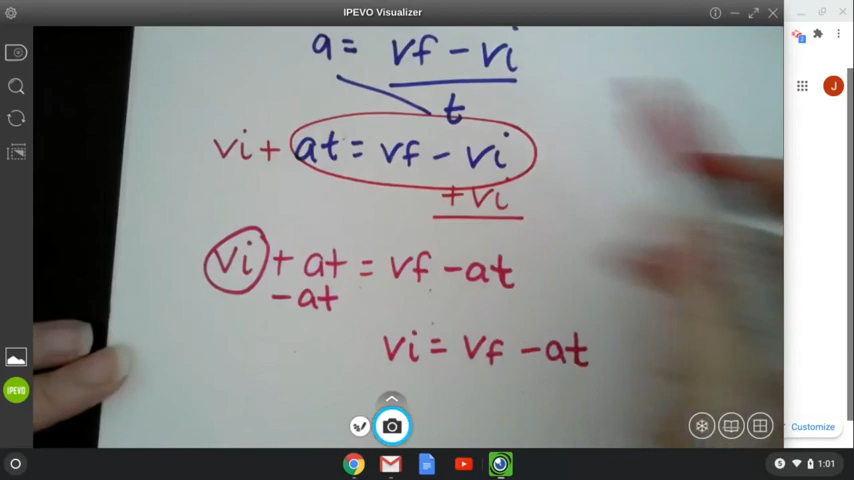 IPEVO Visualizer
a = vf - vi
t
vi + at = vf - vi
+ vi
vi + at = vf - at
- at
vi = vf - at
J
IPEVO
Customize
1:01